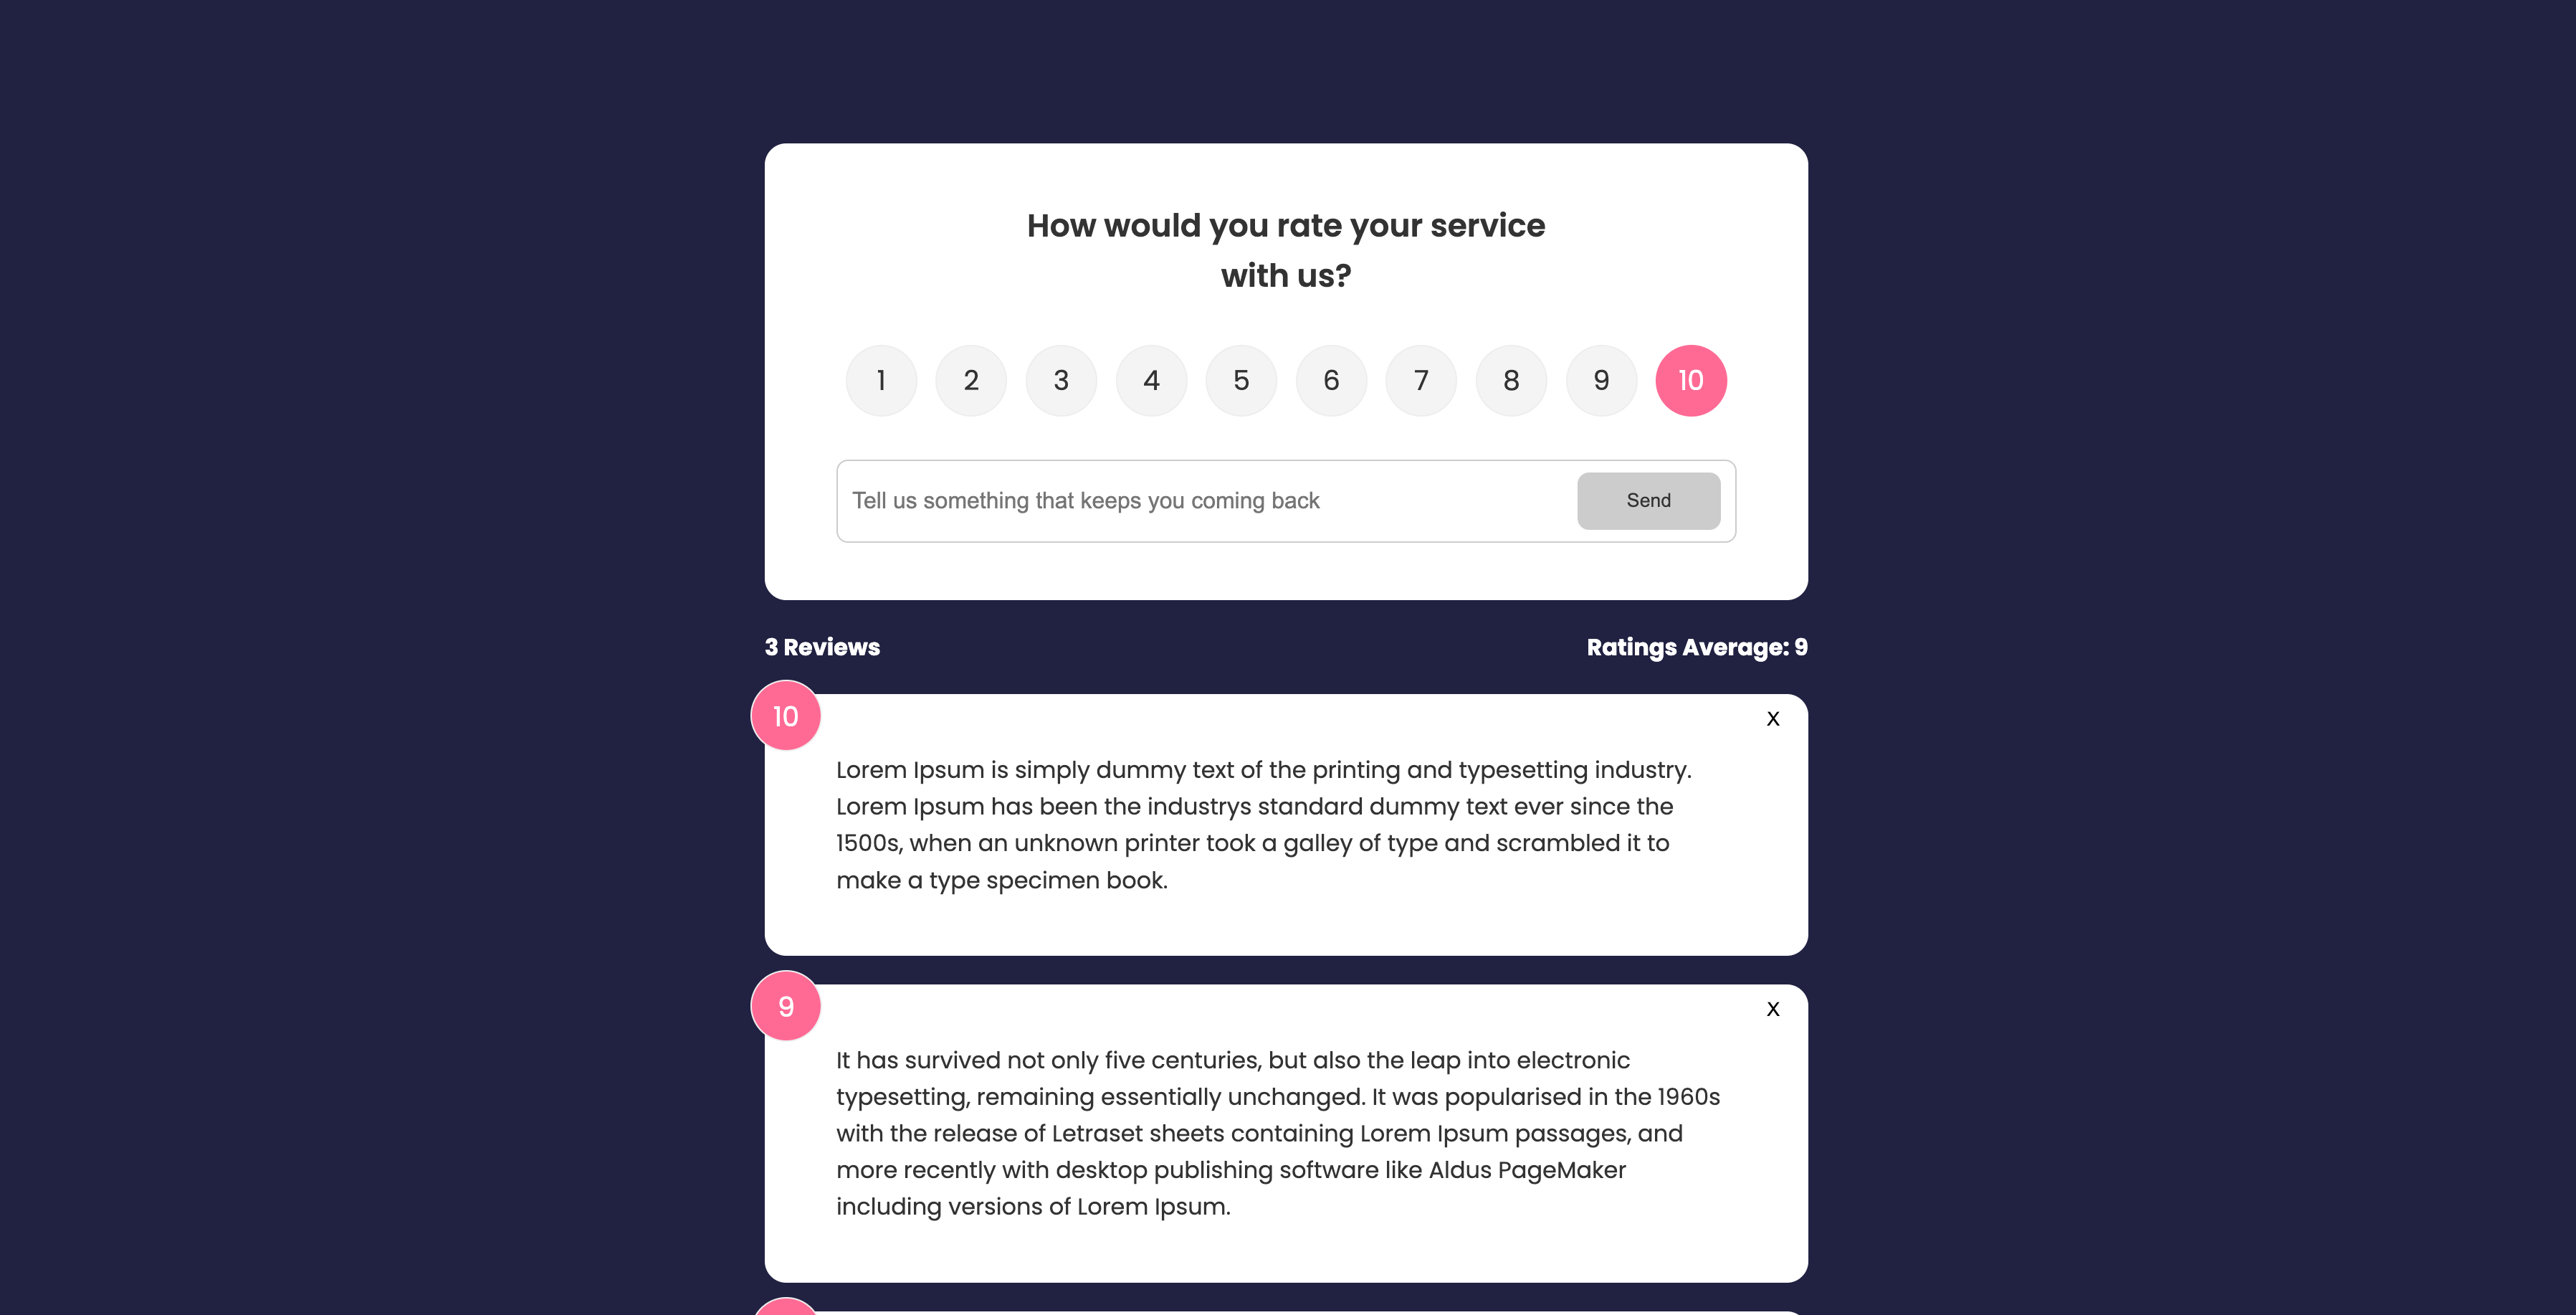 How would you rate your service
with us?
1 2 3 4 5 6 7 8 9 10
Tell us something that keeps you coming back Send
3 Reviews Ratings Average: 9
10 x
Lorem Ipsum is simply dummy text of the printing and typesetting industry.
Lorem Ipsum has been the industrys standard dummy text ever since the
1500s, when an unknown printer took a galley of type and scrambled it to
make a type specimen book.
9 x
It has survived not only five centuries, but also the leap into electronic
typesetting, remaining essentially unchanged. It was popularised in the 1960s
with the release of Letraset sheets containing Lorem Ipsum passages, and
more recently with desktop publishing software like Aldus PageMaker
including versions of Lorem Ipsum.